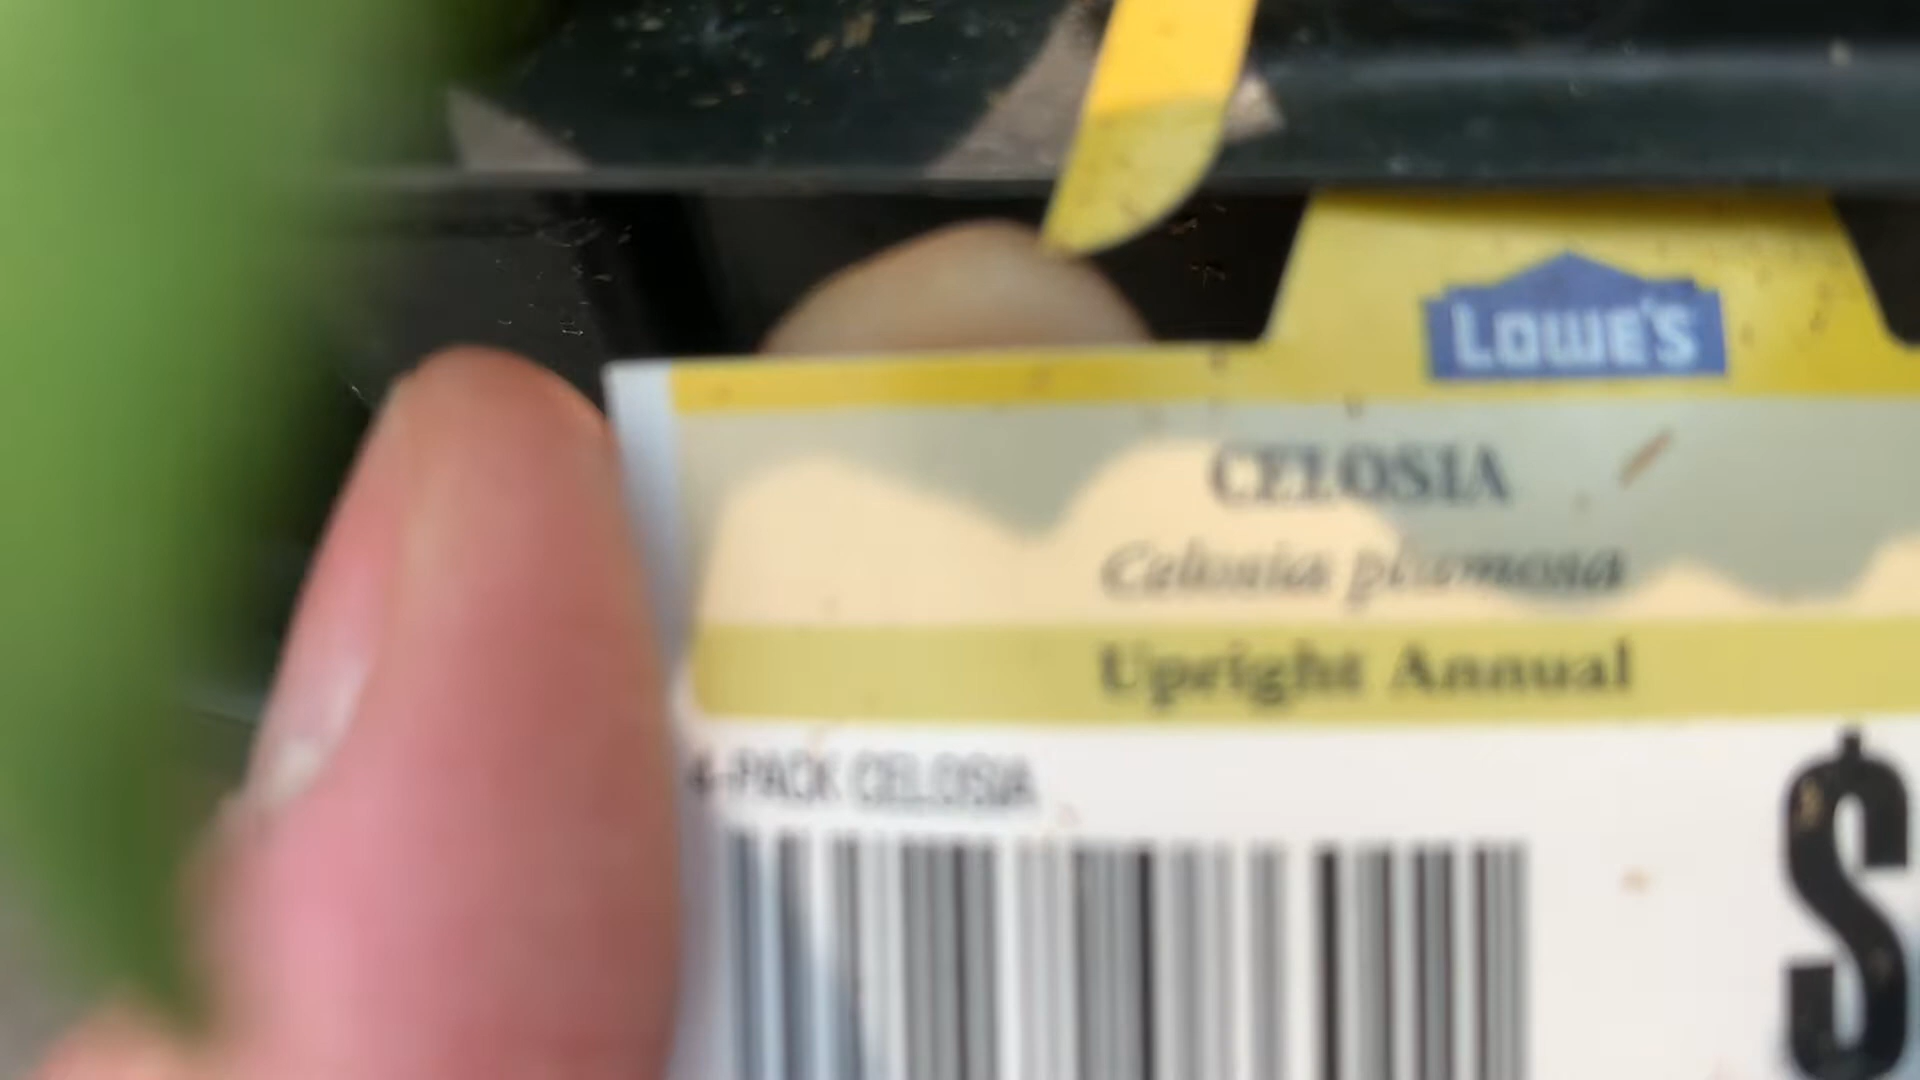 LOWE'S
CELOSIA
Celosia plumosa
Upright Annual
-PACK CELOSIA
$